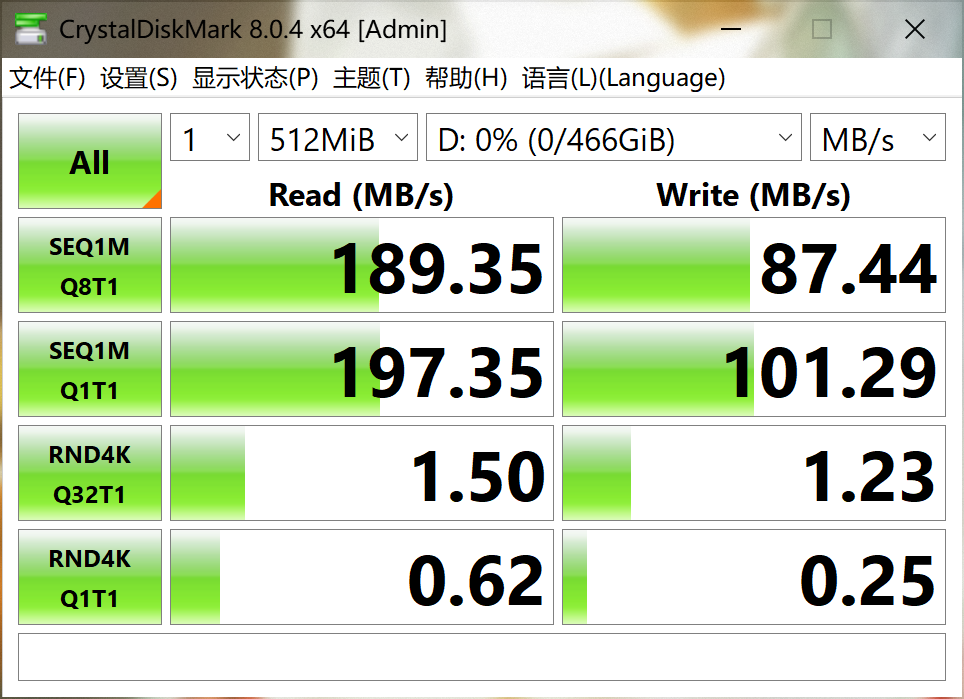 CrystalDiskMark 8.0.4 x64 [Admin]
文件(F) 设置(S) 显示状态(P) 主题(T) 帮助(H) 语言(L)(Language)
All 1 512MiB D: 0% (0/466GiB) MB/s
Read (MB/s) Write (MB/s)
SEQ1M
Q8T1
189.35 87.44
SEQ1M
Q1T1
197.35 101.29
RND4K
Q32T1
1.50 1.23
RND4K
Q1T1
0.62 0.25